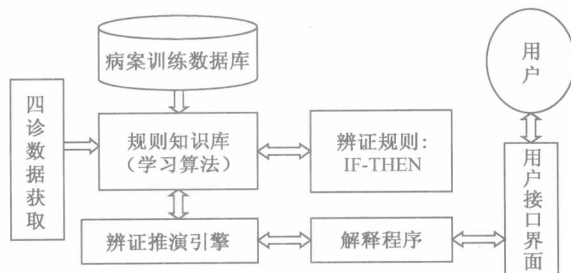 病案训练数据库
用户
四诊数据获取
规则知识库
（学习算法）
辨证规则:
IF-THEN
用户接口界面
辨证推演引擎
解释程序